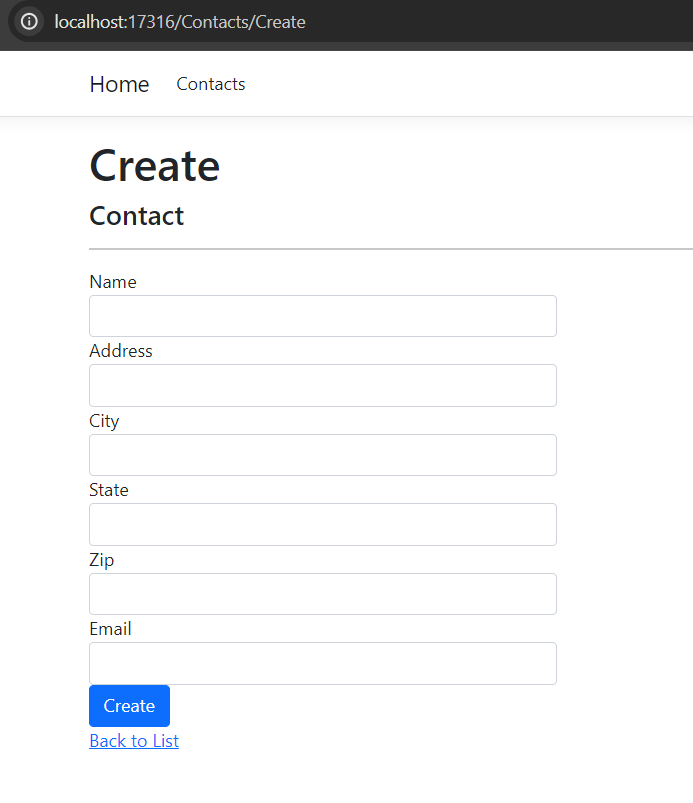 localhost:17316/Contacts/Create
Home Contacts
Create
Contact
Name
Address
City
State
Zip
Email
Create
Back to List